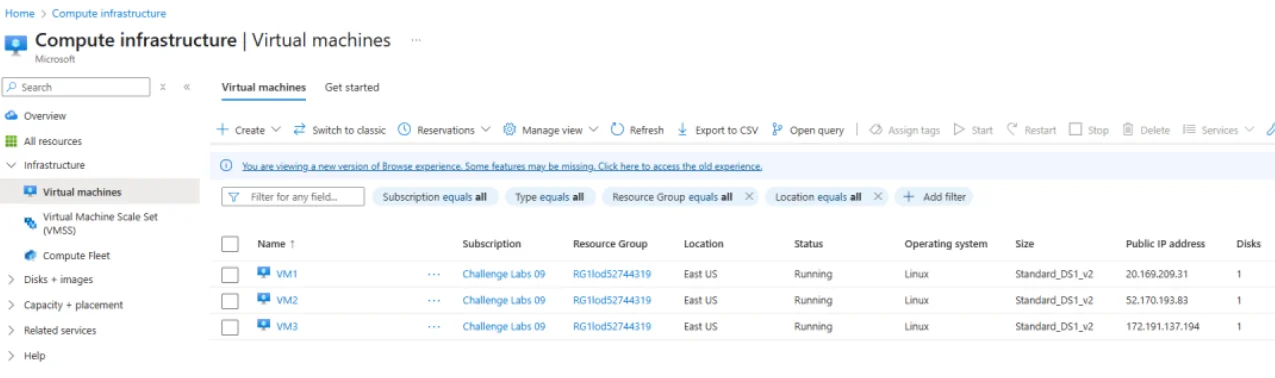 Home > Compute infrastructure
Compute infrastructure | Virtual machines ...
Microsoft
Search
Virtual machines Get started
Overview
All resources
Infrastructure
Virtual machines
Virtual Machine Scale Set
(VMSS)
Compute Fleet
Disks + images
Capacity + placement
Related services
Help
Create Switch to classic Reservations Manage view Refresh Export to CSV Open query Assign tags Start Restart Stop Delete Services
You are viewing a new version of Browse experience. Some features may be missing. Click here to access the old experience.
Filter for any field... Subscription equals all Type equals all Resource Group equals all Location equals all Add filter
Name ↑ Subscription Resource Group Location Status Operating system Size Public IP address Disks
VM1 ... Challenge Labs 09 RG1lod52744319 East US Running Linux Standard_DS1_v2 20.169.209.31 1
VM2 ... Challenge Labs 09 RG1lod52744319 East US Running Linux Standard_DS1_v2 52.170.193.83 1
VM3 ... Challenge Labs 09 RG1lod52744319 East US Running Linux Standard_DS1_v2 172.191.137.194 1